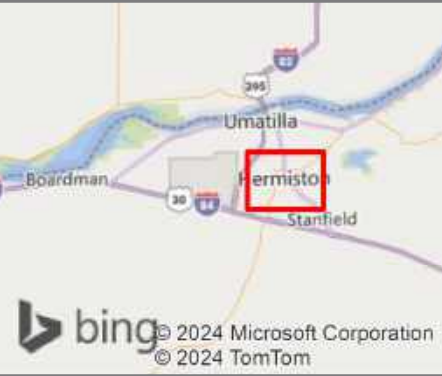 82
395
Umatilla
Boardman
Hermiston
30
84
Stanfield
bing
© 2024 Microsoft Corporation
© 2024 TomTom